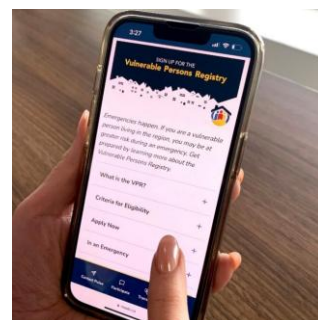 3:27
SIGN UP FOR THE
Vulnerable Persons Registry
Emergencies happen. If you are a vulnerable
person living in the region, you may be at
greater risk during an emergency. Get
prepared by learning more about the
Vulnerable Persons Registry.
What is the VPR?
+
Criteria for Eligibility
+
Apply Now
+
In an Emergency
+
Participate